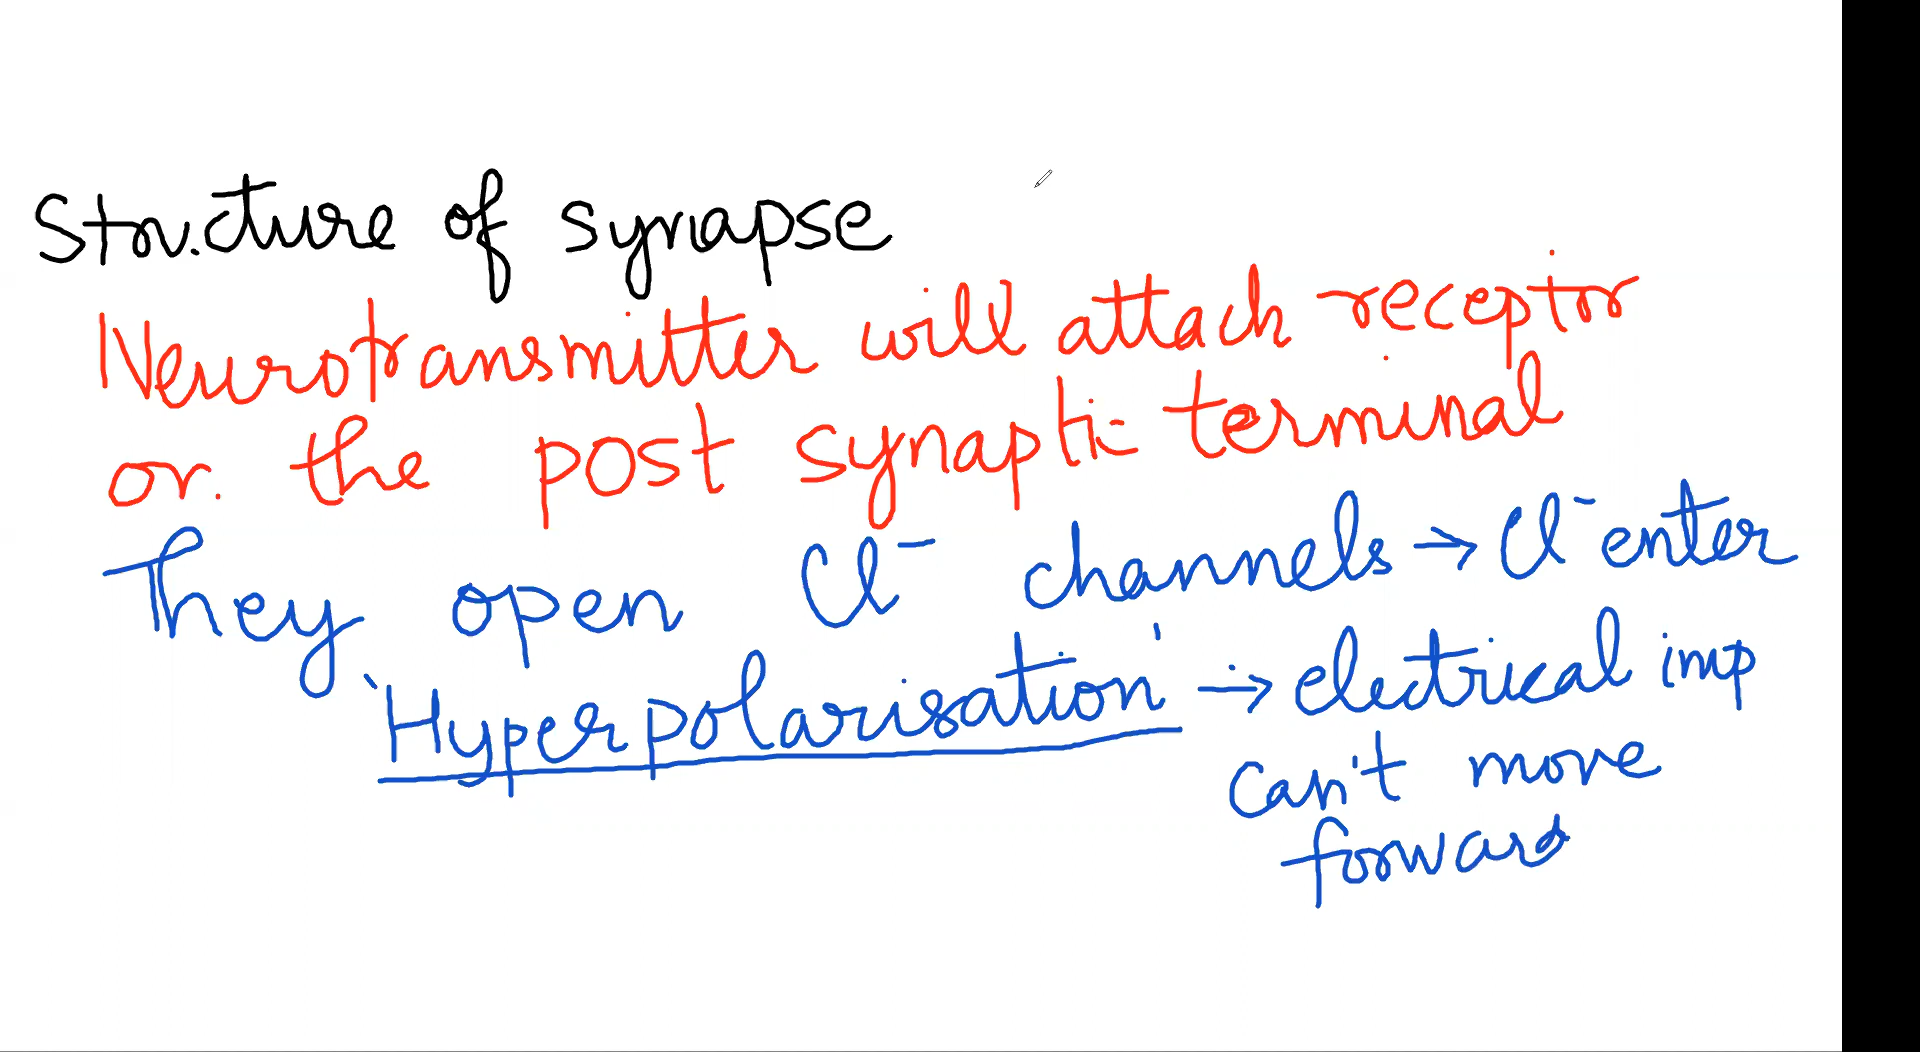 Structure of synapse
Neurotransmitter will attach receptor
on the post synaptic terminal
They open Cl⁻ channels → Cl⁻ enter
'Hyperpolarisation' → electrical imp
can't move
forward